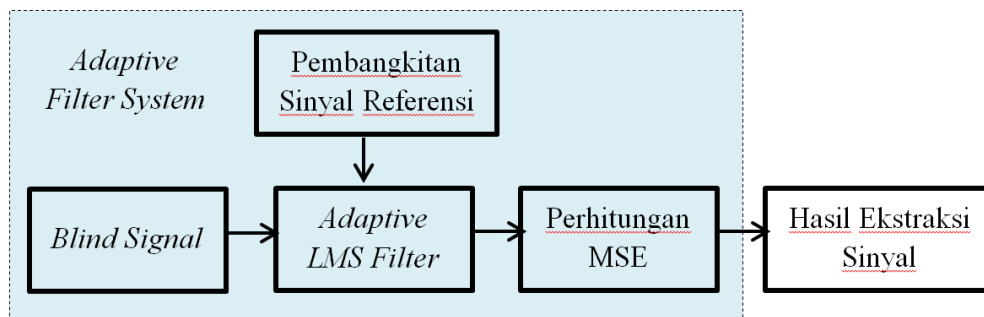 Adaptive
Filter System
Pembangkitan
Sinyal Referensi
Blind Signal
Adaptive
LMS Filter
Perhitungan
MSE
Hasil Ekstraksi
Sinyal